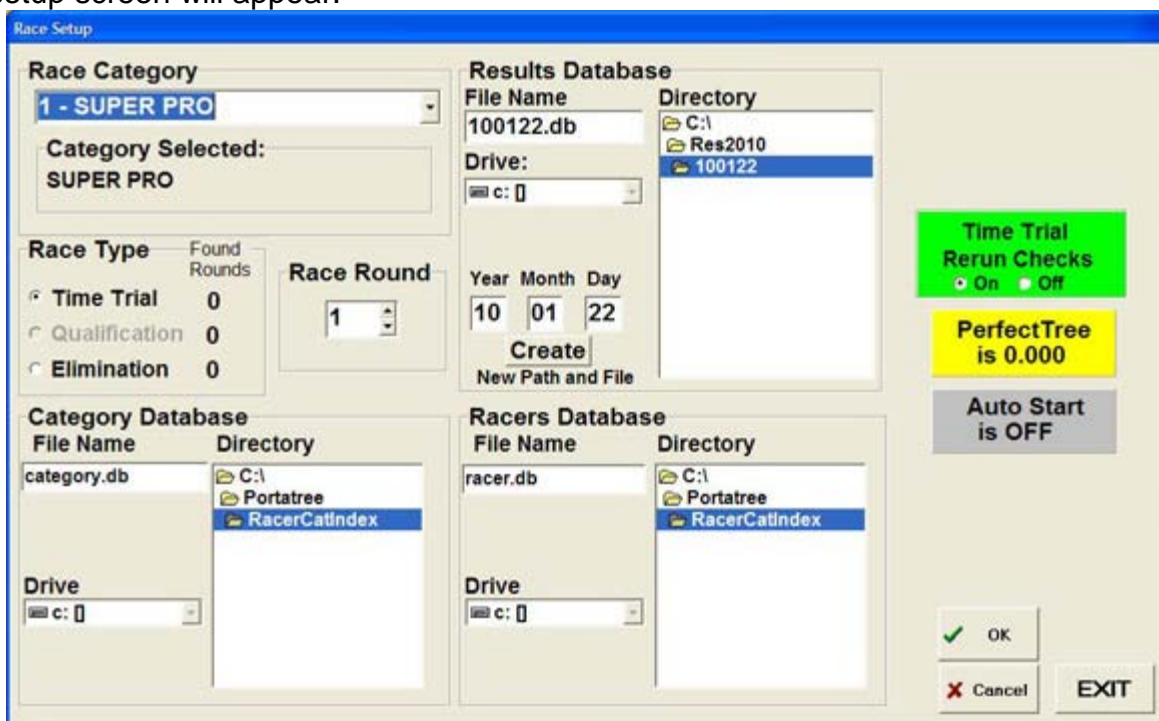 setup screen will appear.
Race Setup
Race Category
1 - SUPER PRO
Category Selected:
SUPER PRO
Race Type
Found
Rounds
Time Trial 0
Qualification 0
Elimination 0
Race Round
1
Results Database
File Name
100122.db
Drive:
c: []
Year Month Day
10 01 22
Create
New Path and File
Directory
C:\
Res2010
100122
Time Trial
Rerun Checks
On Off
PerfectTree
is 0.000
Auto Start
is OFF
Category Database
File Name
category.db
Drive
c: []
Directory
C:\
Portatree
RacerCatIndex
Racers Database
File Name
racer.db
Drive
c: []
Directory
C:\
Portatree
RacerCatIndex
OK
Cancel
EXIT